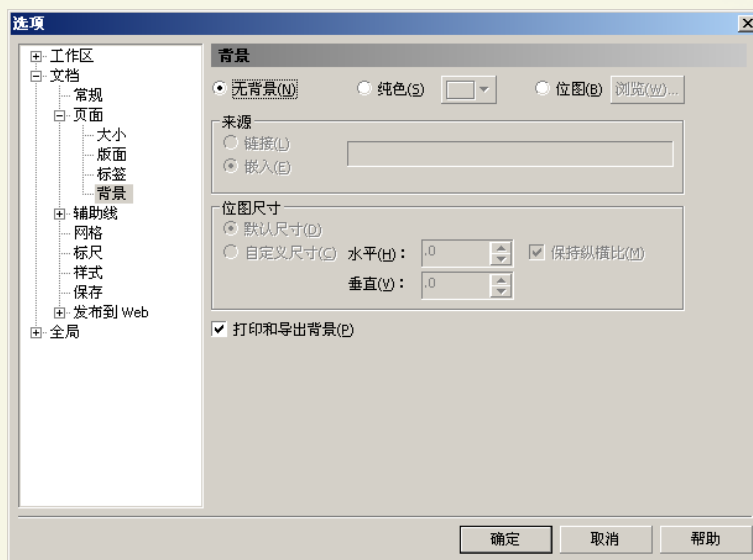 选项
工作区
文档
常规
页面
大小
版面
标签
背景
辅助线
网格
标尺
样式
保存
发布到 Web
全局
背景
无背景(N) 纯色(S) 位图(B) 浏览(W)...
来源
链接(L)
嵌入(E)
位图尺寸
默认尺寸(D)
自定义尺寸(C) 水平(H)： .0 保持纵横比(M)
垂直(V)： .0
打印和导出背景(P)
确定 取消 帮助